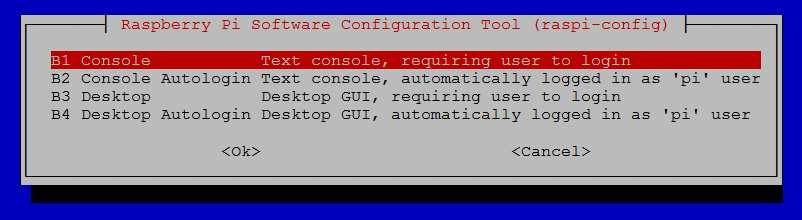 Raspberry Pi Software Configuration Tool (raspi-config)
B1 Console Text console, requiring user to login
B2 Console Autologin Text console, automatically logged in as 'pi' user
B3 Desktop Desktop GUI, requiring user to login
B4 Desktop Autologin Desktop GUI, automatically logged in as 'pi' user
<Ok> <Cancel>